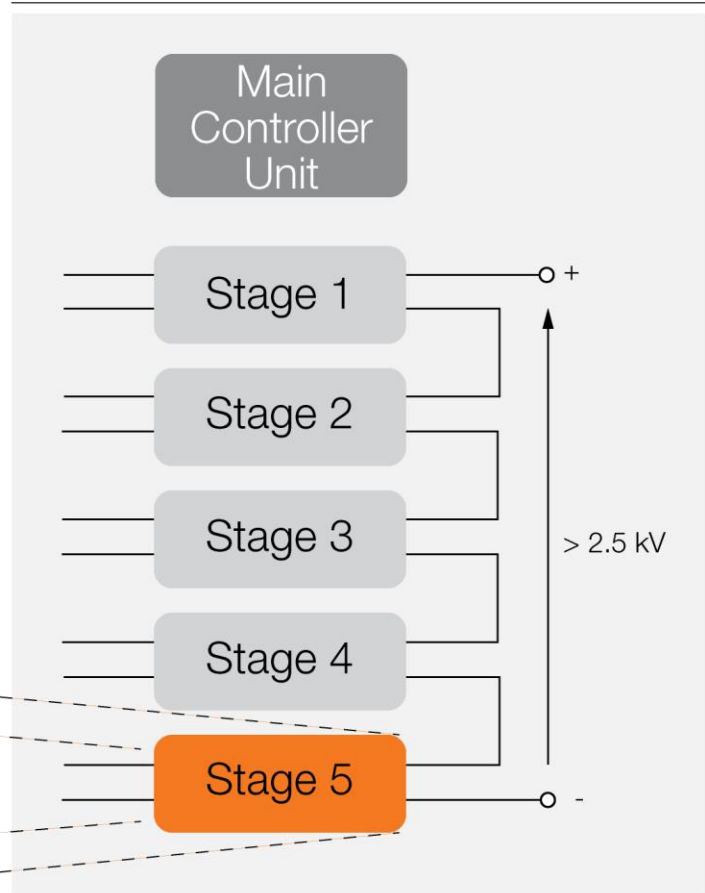 Main
Controller
Unit
Stage 1
+
Stage 2
Stage 3
> 2.5 kV
Stage 4
Stage 5
-